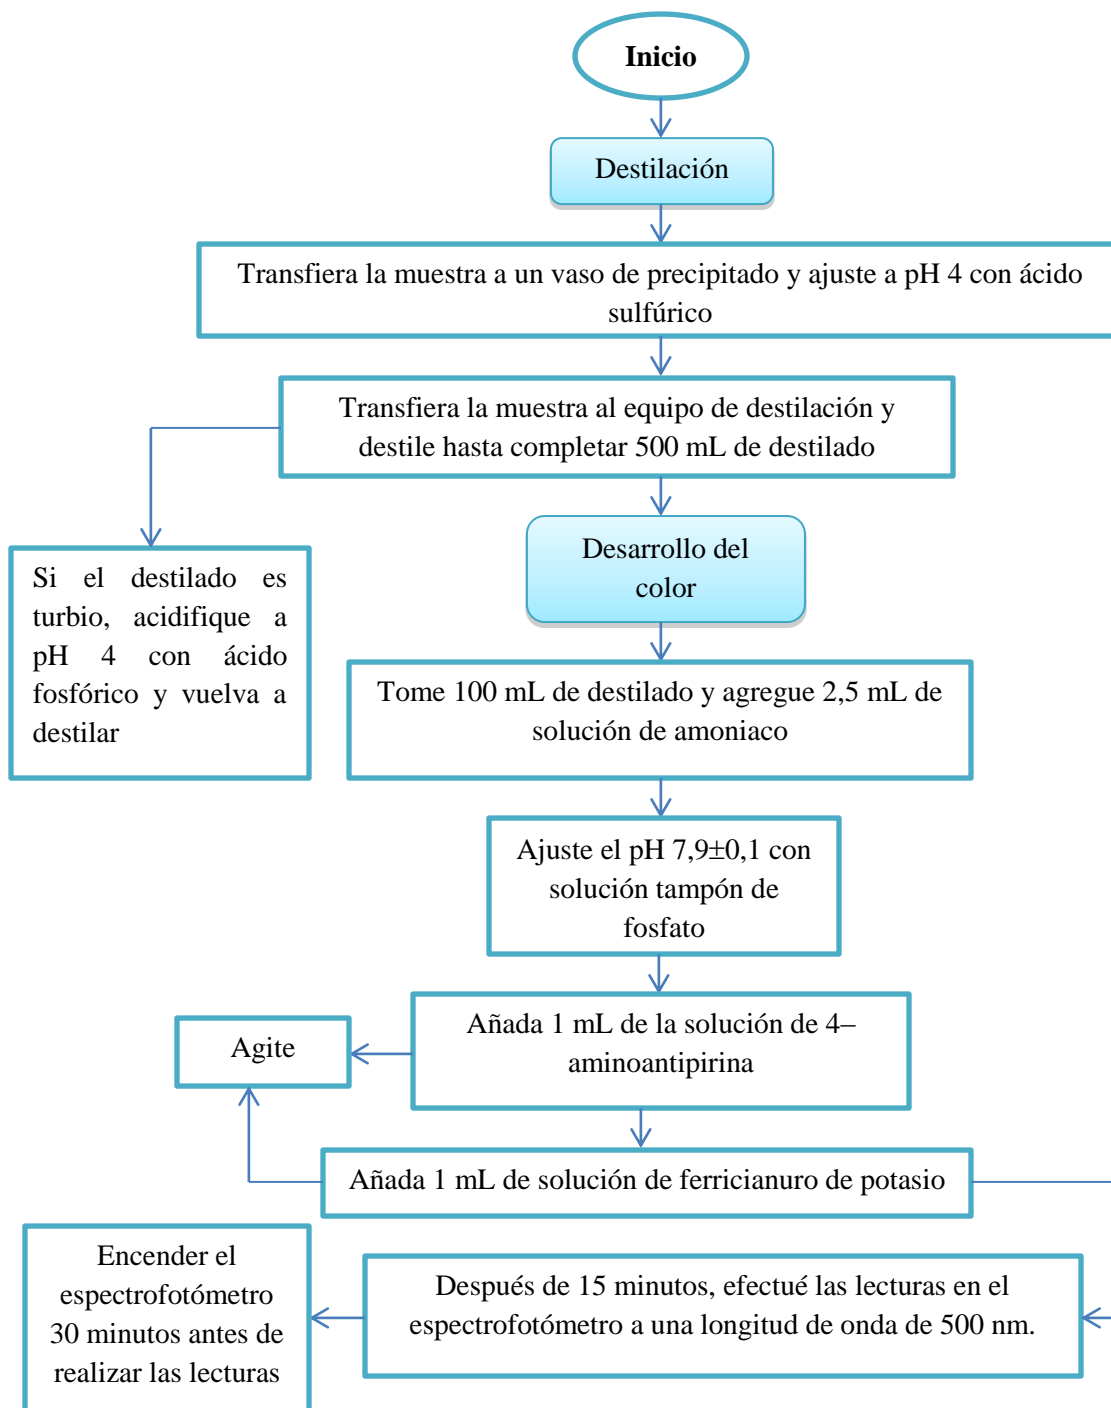 Inicio
Destilación
Transfiera la muestra a un vaso de precipitado y ajuste a pH 4 con ácido
sulfúrico
Transfiera la muestra al equipo de destilación y
destile hasta completar 500 mL de destilado
Si el destilado es
turbio, acidifique a
pH 4 con ácido
fosfórico y vuelva a
destilar
Desarrollo del
color
Tome 100 mL de destilado y agregue 2,5 mL de
solución de amoniaco
Ajuste el pH 7,9±0,1 con
solución tampón de
fosfato
Añada 1 mL de la solución de 4–
aminoantipirina
Agite
Añada 1 mL de solución de ferricianuro de potasio
Después de 15 minutos, efectué las lecturas en el
espectrofotómetro a una longitud de onda de 500 nm.
Encender el
espectrofotómetro
30 minutos antes de
realizar las lecturas